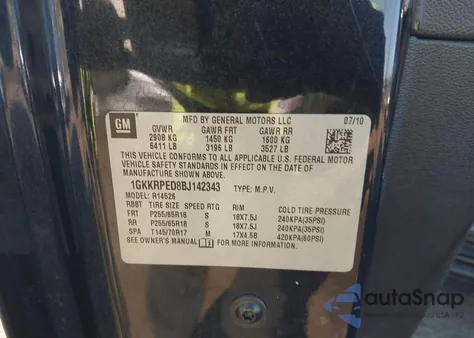 GM
MFD BY GENERAL MOTORS LLC 07/10
GVWR GAWR FRT GAWR RR
2908 KG 1450 KG 1600 KG
6411 LB 3196 LB 3527 LB
THIS VEHICLE CONFORMS TO ALL APPLICABLE U.S. FEDERAL MOTOR
VEHICLE SAFETY STANDARDS IN EFFECT ON THE DATE OF
MANUFACTURE SHOWN ABOVE.
1GKKRPED8BJ142343 TYPE: M.P.V.
MODEL: R14526
RBBT TIRE SIZE SPEED RTG RIM COLD TIRE PRESSURE
FRT P255/65R18 S 18X7.5J 240KPA(35PSI)
RR P255/65R18 S 18X7.5J 240KPA(35PSI)
SPA T145/70R17 M 17X4.5B 420KPA(60PSI)
SEE OWNER'S MANUAL FOR MORE INFORMATION.
autoSnap